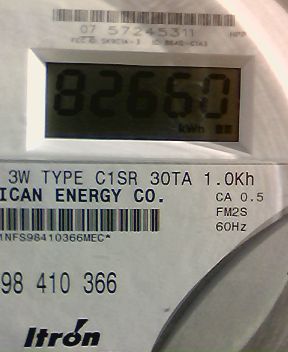 07 57245311
82660
kWh
3W TYPE C1SR 30TA 1.0Kh
ICAN ENERGY CO.
CA 0.5
FM2S
60Hz
1NFS98410366MEC*
98 410 366
Itron